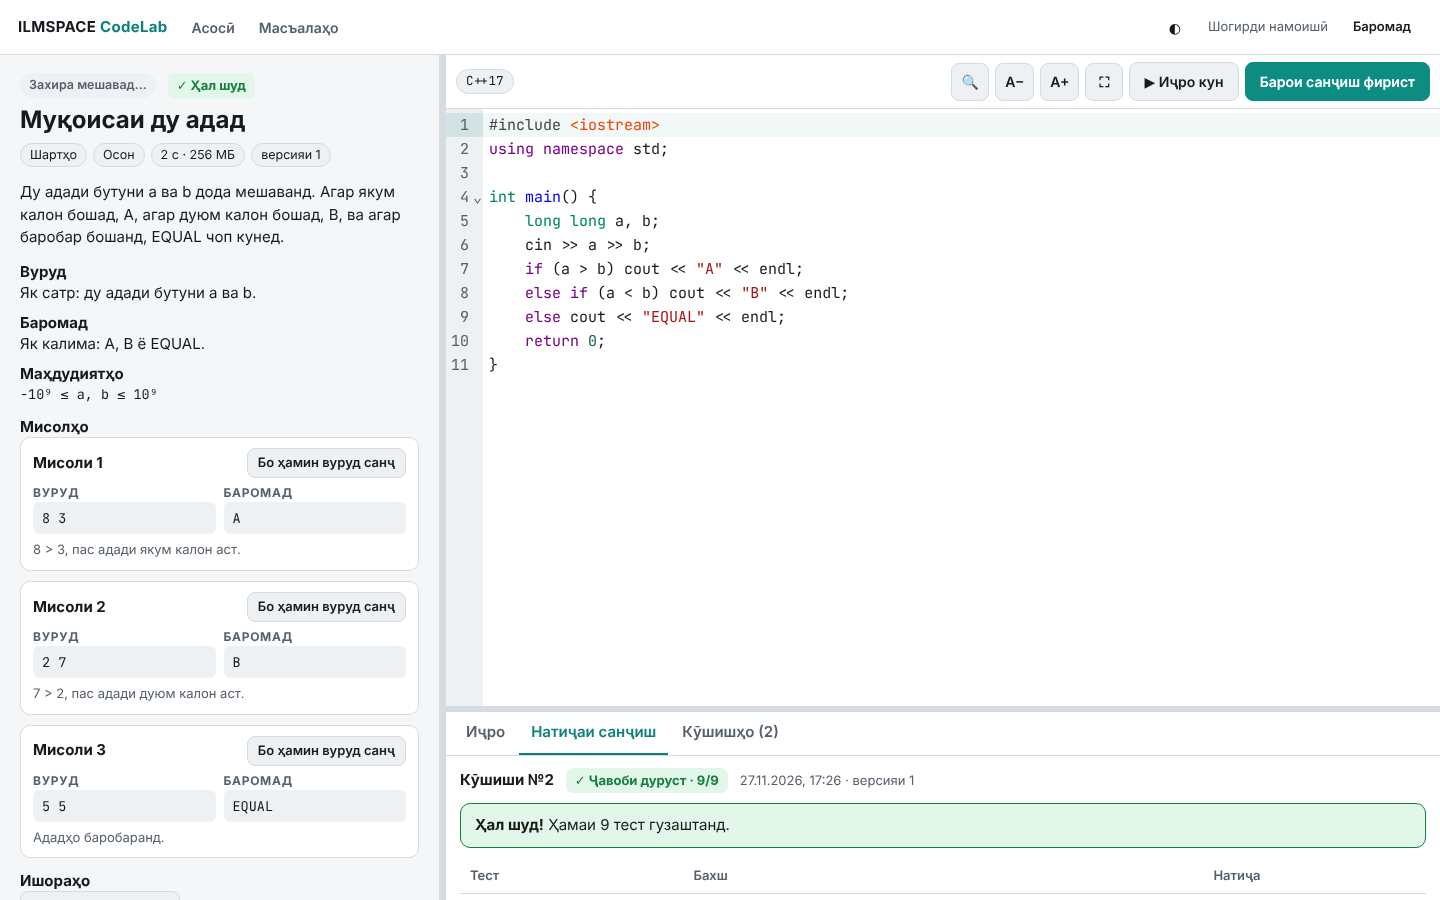 ILMSPACE CodeLab Асосӣ Масъалаҳо Шогирди намоишӣ Баромад
Захира мешавад... ✓ Ҳал шуд
Муқоисаи ду адад
Шартҳо Осон 2 с · 256 МБ версияи 1
Ду адади бутуни a ва b дода мешаванд. Агар якум
калон бошад, A, агар дуюм калон бошад, B, ва агар
баробар бошанд, EQUAL чоп кунед.
Вуруд
Як сатр: ду адади бутуни a ва b.
Баромад
Як калима: A, B ё EQUAL.
Маҳдудиятҳо
-10⁹ ≤ a, b ≤ 10⁹
Мисолҳо
Мисоли 1 Бо ҳамин вуруд санҷ
ВУРУД БАРОМАД
8 3 A
8 > 3, пас адади якум калон аст.
Мисоли 2 Бо ҳамин вуруд санҷ
ВУРУД БАРОМАД
2 7 B
7 > 2, пас адади дуюм калон аст.
Мисоли 3 Бо ҳамин вуруд санҷ
ВУРУД БАРОМАД
5 5 EQUAL
Ададҳо баробаранд.
Ишораҳо
C++17 A− A+ ▶ Иҷро кун Барои санҷиш фирист
1 #include <iostream>
2 using namespace std;
3
4 int main() {
5 long long a, b;
6 cin >> a >> b;
7 if (a > b) cout << "A" << endl;
8 else if (a < b) cout << "B" << endl;
9 else cout << "EQUAL" << endl;
10 return 0;
11 }
Иҷро Натиҷаи санҷиш Кӯшишҳо (2)
Кӯшиши №2 ✓ Ҷавоби дуруст · 9/9 27.11.2026, 17:26 · версияи 1
Ҳал шуд! Ҳамаи 9 тест гузаштанд.
Тест Бахш Натиҷа